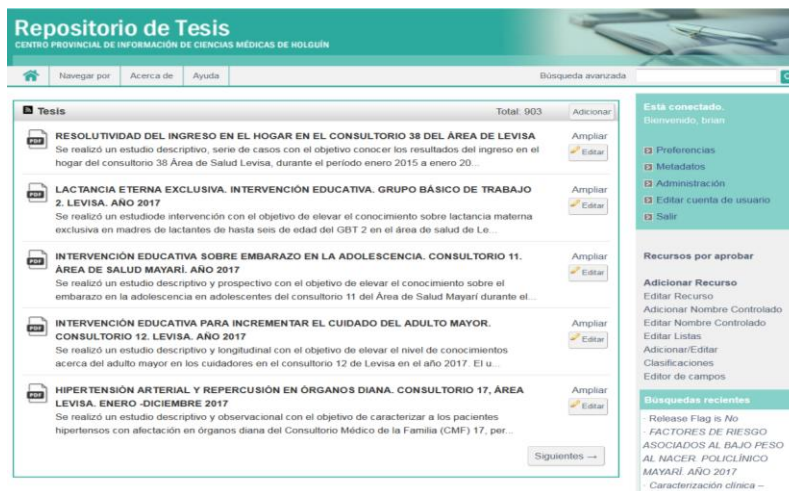 Repositorio de Tesis
CENTRO PROVINCIAL DE INFORMACIÓN DE CIENCIAS MÉDICAS DE HOLGUÍN
Navegar por Acerca de Ayuda Búsqueda avanzada
Tesis Total: 903 Adicionar
RESOLUTIVIDAD DEL INGRESO EN EL HOGAR EN EL CONSULTORIO 38 DEL ÁREA DE LEVISA Ampliar
Se realizó un estudio descriptivo, serie de casos con el objetivo conocer los resultados del ingreso en el Editar
hogar del consultorio 38 Área de Salud Levisa, durante el período enero 2015 a enero 20...
LACTANCIA ETERNA EXCLUSIVA. INTERVENCIÓN EDUCATIVA. GRUPO BÁSICO DE TRABAJO Ampliar
2. LEVISA. AÑO 2017 Editar
Se realizó un estudiode intervención con el objetivo de elevar el conocimiento sobre lactancia materna
exclusiva en madres de lactantes de hasta seis de edad del GBT 2 en el área de salud de Le...
INTERVENCIÓN EDUCATIVA SOBRE EMBARAZO EN LA ADOLESCENCIA. CONSULTORIO 11. Ampliar
ÁREA DE SALUD MAYARÍ. AÑO 2017 Editar
Se realizó un estudio descriptivo y prospectivo con el objetivo de elevar el conocimiento sobre el
embarazo en la adolescencia en adolescentes del consultorio 11 del Área de Salud Mayarí durante el...
INTERVENCIÓN EDUCATIVA PARA INCREMENTAR EL CUIDADO DEL ADULTO MAYOR. Ampliar
CONSULTORIO 12. LEVISA. AÑO 2017 Editar
Se realizó un estudio descriptivo y longitudinal con el objetivo de elevar el nivel de conocimientos
acerca del adulto mayor en los cuidadores en el consultorio 12 de Levisa en el año 2017. El u...
HIPERTENSIÓN ARTERIAL Y REPERCUSIÓN EN ÓRGANOS DIANA. CONSULTORIO 17, ÁREA Ampliar
LEVISA. ENERO -DICIEMBRE 2017 Editar
Se realizó un estudio descriptivo y observacional con el objetivo de caracterizar a los pacientes
hipertensos con afectación en órganos diana del Consultorio Médico de la Familia (CMF) 17, per...
Siguientes →
PDF
PDF
PDF
PDF
PDF
Está conectado.
Bienvenido, brian
Preferencias
Metadatos
Administración
Editar cuenta de usuario
Salir
Recursos por aprobar
Adicionar Recurso
Editar Recurso
Adicionar Nombre Controlado
Editar Nombre Controlado
Editar Listas
Adicionar/Editar
Clasificaciones
Editor de campos
Búsquedas recientes
· Release Flag is No
· FACTORES DE RIESGO
ASOCIADOS AL BAJO PESO
AL NACER. POLICLÍNICO
MAYARÍ. AÑO 2017
· Caracterización clínica –